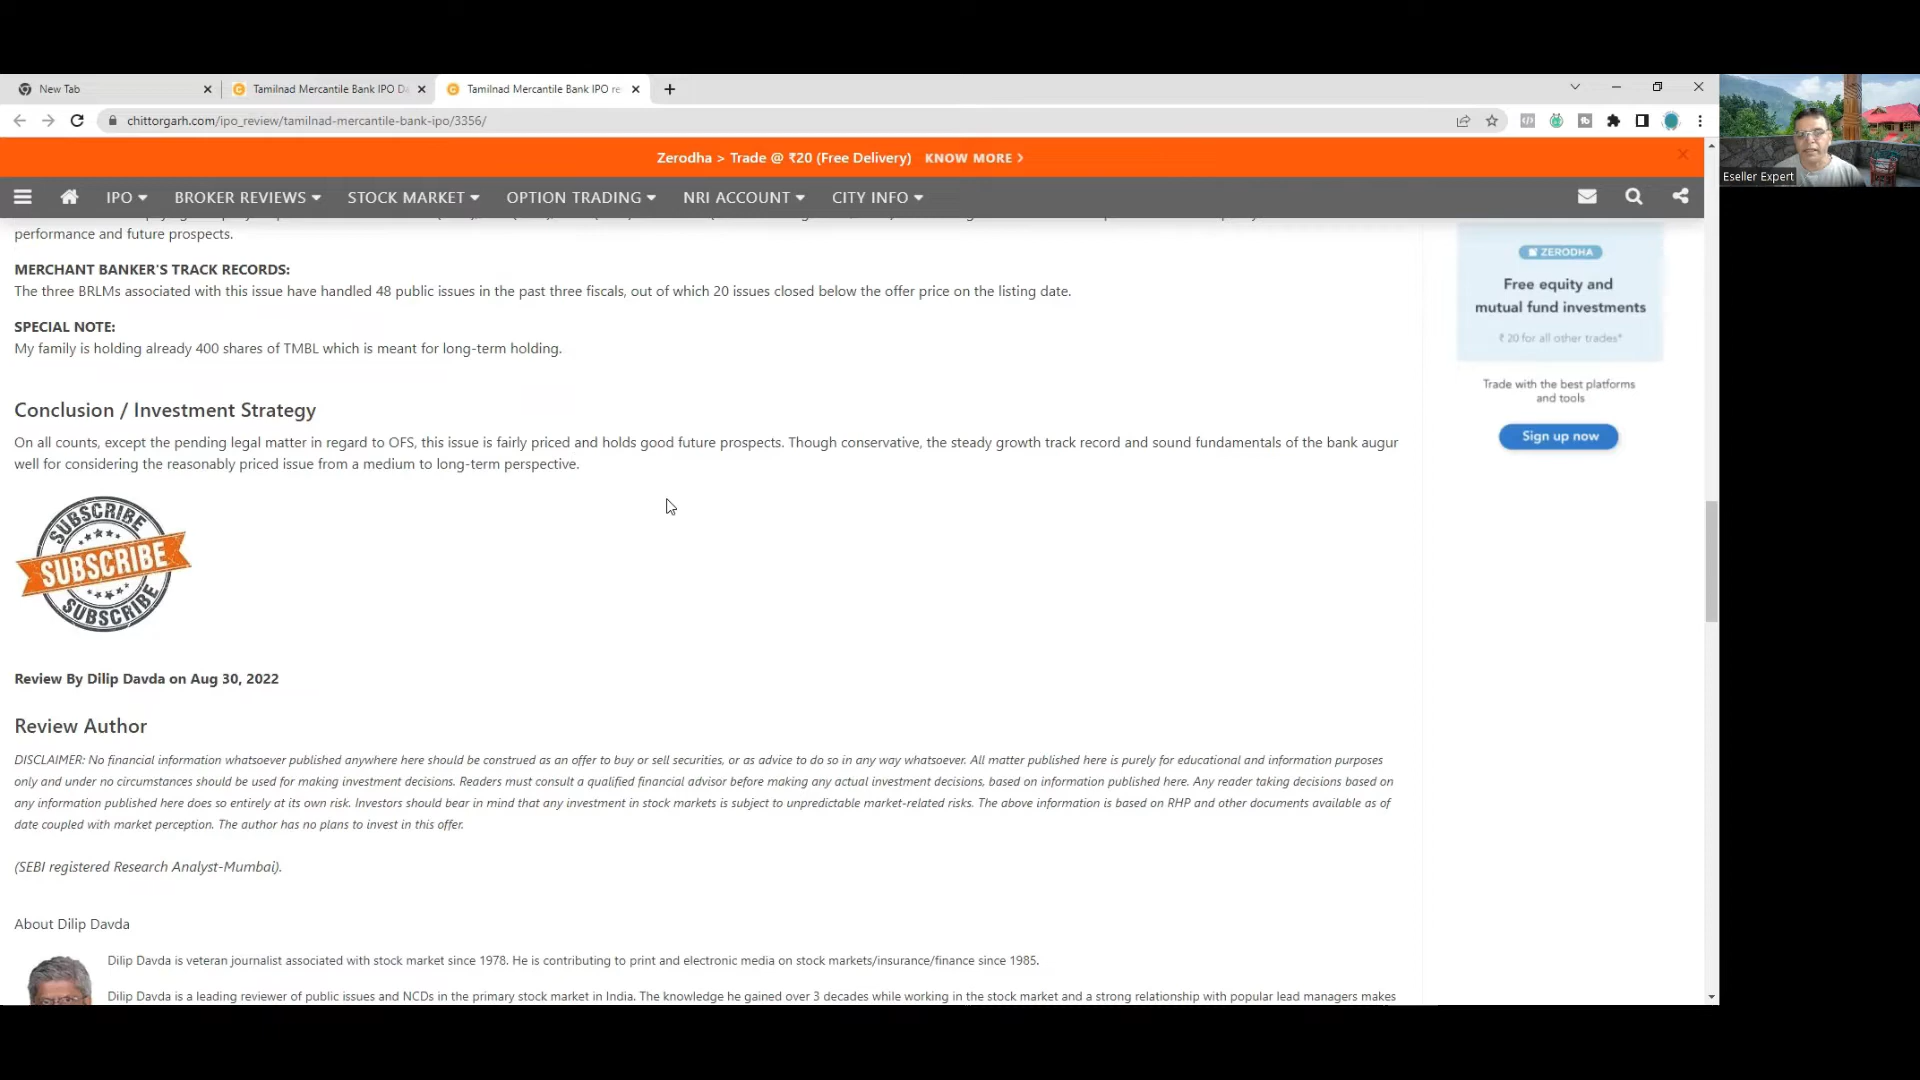 New Tab
Tamilnad Mercantile Bank IPO D
Tamilnad Mercantile Bank IPO re
chittorgarh.com/ipo_review/tamilnad-mercantile-bank-ipo/3356/
Zerodha > Trade @ ₹20 (Free Delivery) KNOW MORE
Eseller Expert
IPO BROKER REVIEWS STOCK MARKET OPTION TRADING NRI ACCOUNT CITY INFO
performance and future prospects.
MERCHANT BANKER'S TRACK RECORDS:
The three BRLMs associated with this issue have handled 48 public issues in the past three fiscals, out of which 20 issues closed below the offer price on the listing date.
SPECIAL NOTE:
My family is holding already 400 shares of TMBL which is meant for long-term holding.
Conclusion / Investment Strategy
On all counts, except the pending legal matter in regard to OFS, this issue is fairly priced and holds good future prospects. Though conservative, the steady growth track record and sound fundamentals of the bank augur
well for considering the reasonably priced issue from a medium to long-term perspective.
SUBSCRIBE
SUBSCRIBE
SUBSCRIBE
Review By Dilip Davda on Aug 30, 2022
Review Author
DISCLAIMER: No financial information whatsoever published anywhere here should be construed as an offer to buy or sell securities, or as advice to do so in any way whatsoever. All matter published here is purely for educational and information purposes
only and under no circumstances should be used for making investment decisions. Readers must consult a qualified financial advisor before making any actual investment decisions, based on information published here. Any reader taking decisions based on
any information published here does so entirely at its own risk. Investors should bear in mind that any investment in stock markets is subject to unpredictable market-related risks. The above information is based on RHP and other documents available as of
date coupled with market perception. The author has no plans to invest in this offer.
(SEBI registered Research Analyst-Mumbai).
About Dilip Davda
Dilip Davda is veteran journalist associated with stock market since 1978. He is contributing to print and electronic media on stock markets/insurance/finance since 1985.
Dilip Davda is a leading reviewer of public issues and NCDs in the primary stock market in India. The knowledge he gained over 3 decades while working in the stock market and a strong relationship with popular lead managers makes
ZERODHA
Free equity and
mutual fund investments
₹ 20 for all other trades*
Trade with the best platforms
and tools
Sign up now